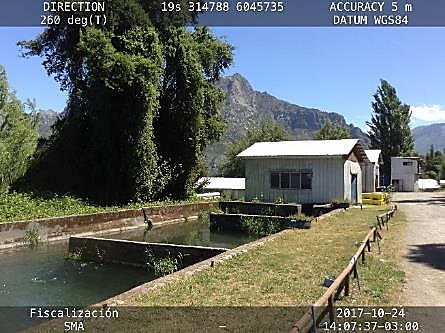 DIRECTION 19s 314788 6045735 ACCURACY 5 m
260 deg(T) DATUM WGS84
Fiscalización 2017-10-24
SMA 14:07:37-03:00